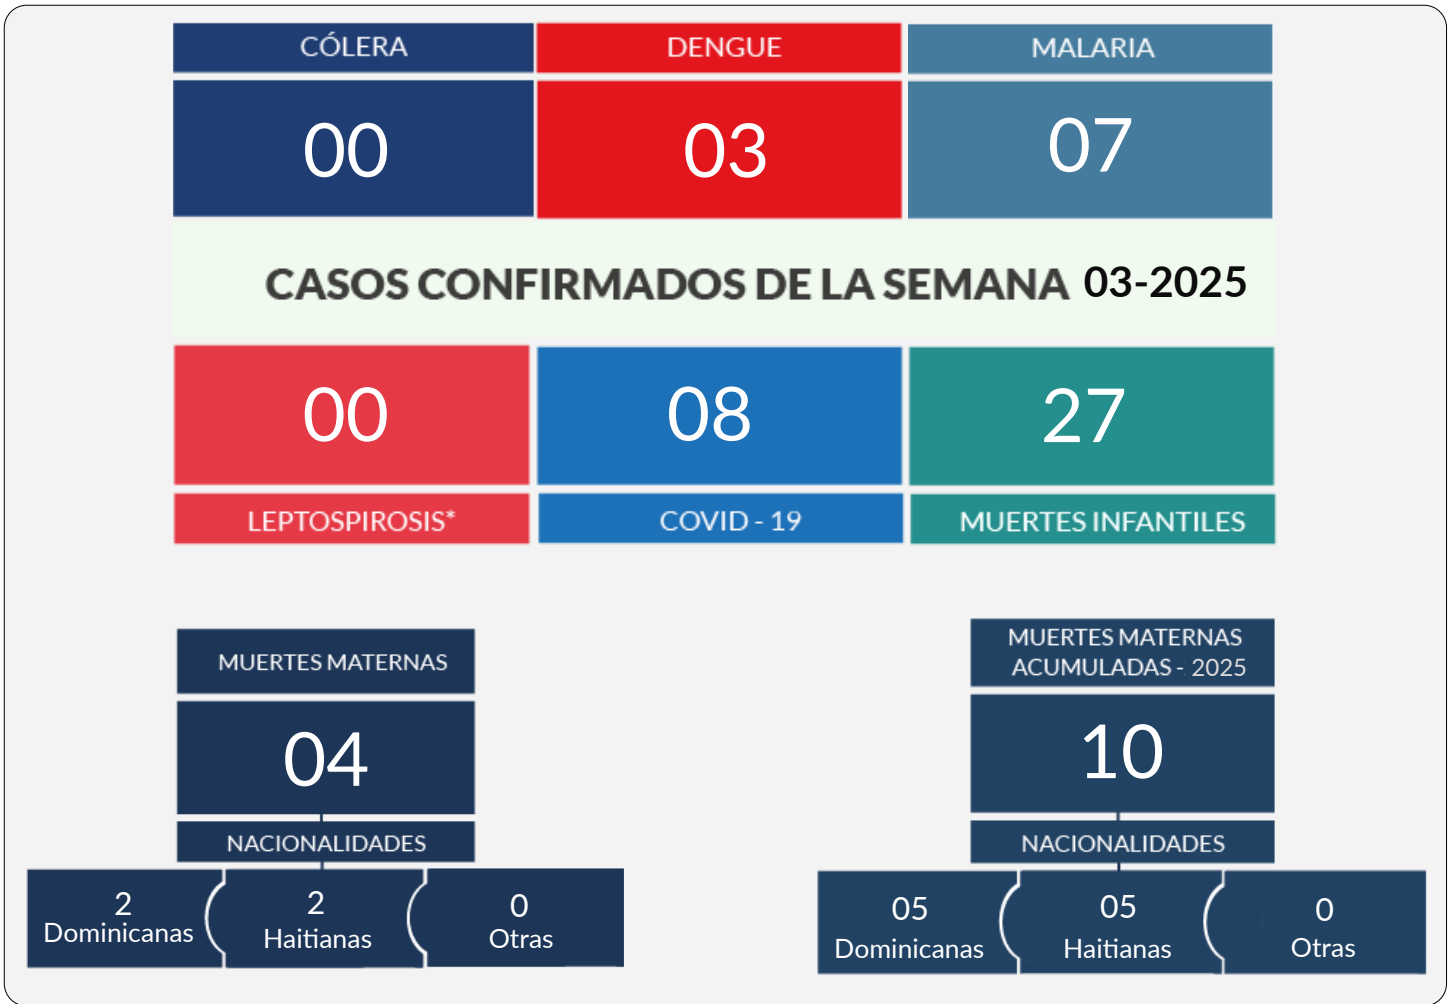 CÓLERA
DENGUE
MALARIA
00
03
07
CASOS CONFIRMADOS DE LA SEMANA 03-2025
00
08
27
LEPTOSPIROSIS*
COVID - 19
MUERTES INFANTILES
MUERTES MATERNAS
04
NACIONALIDADES
2
Dominicanas
2
Haitianas
0
Otras
MUERTES MATERNAS
ACUMULADAS - 2025
10
NACIONALIDADES
05
Dominicanas
05
Haitianas
0
Otras